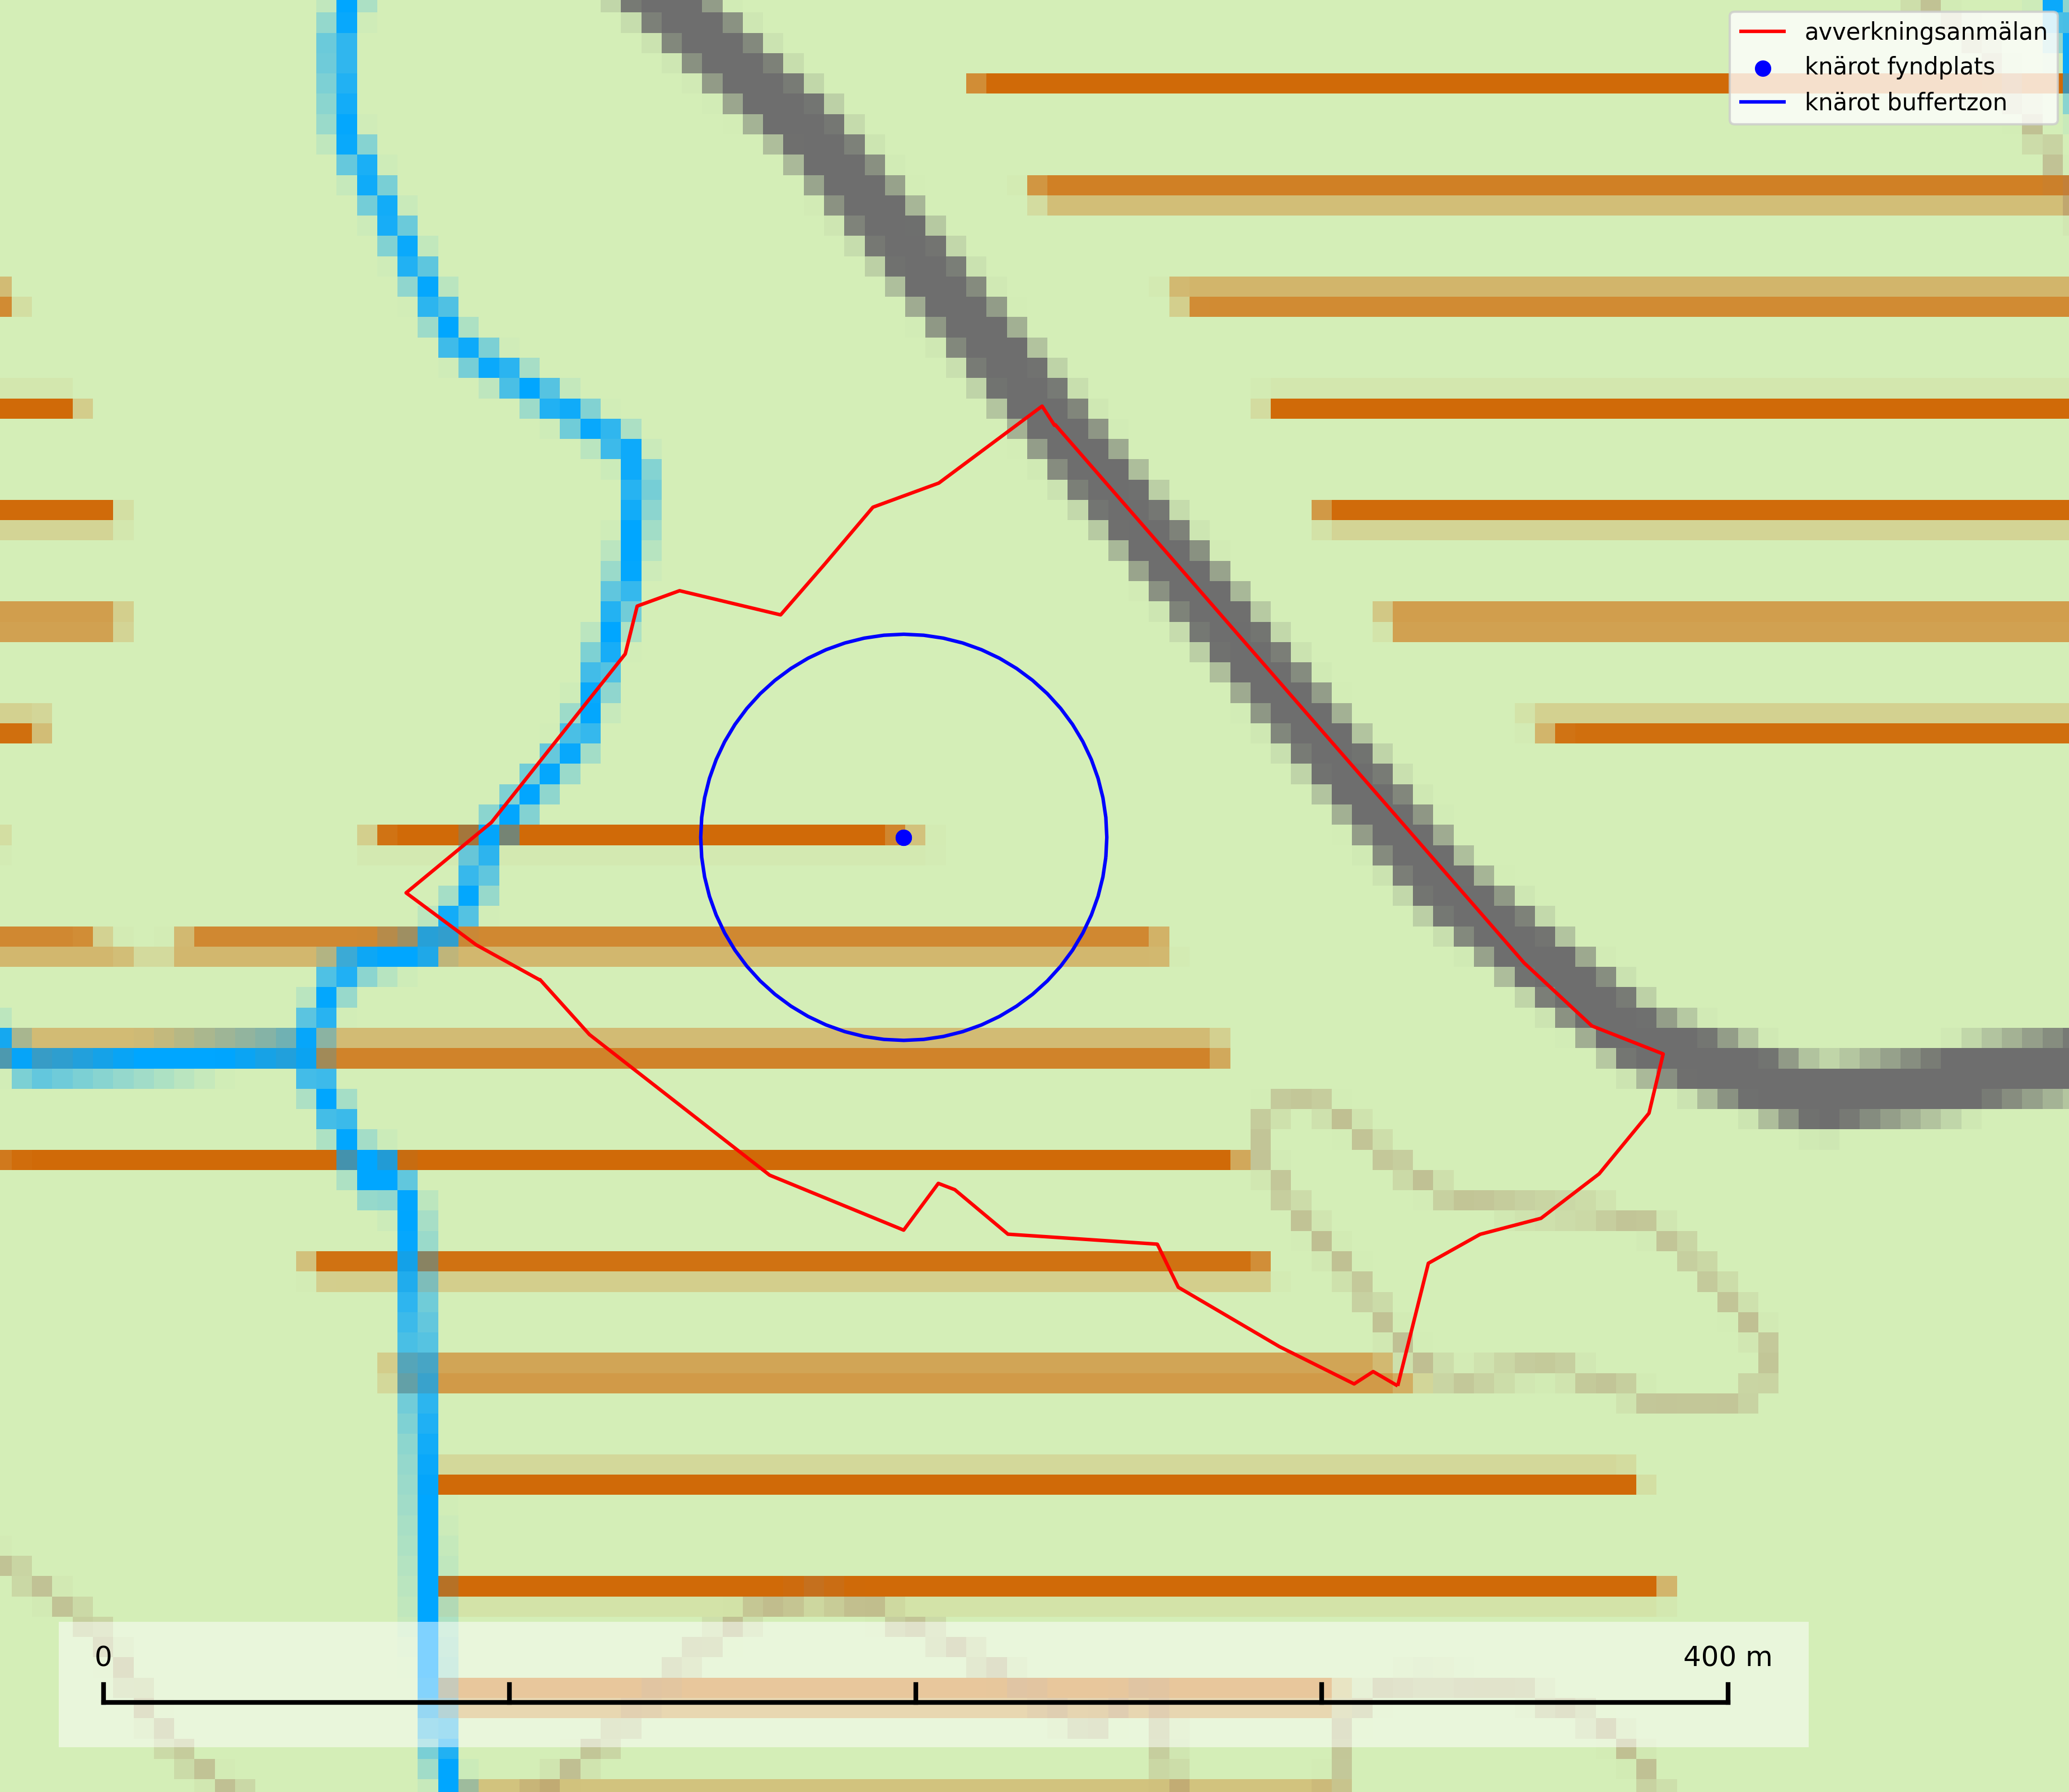 avverkningsanmälan
knärot fyndplats
knärot buffertzon
0
400 m